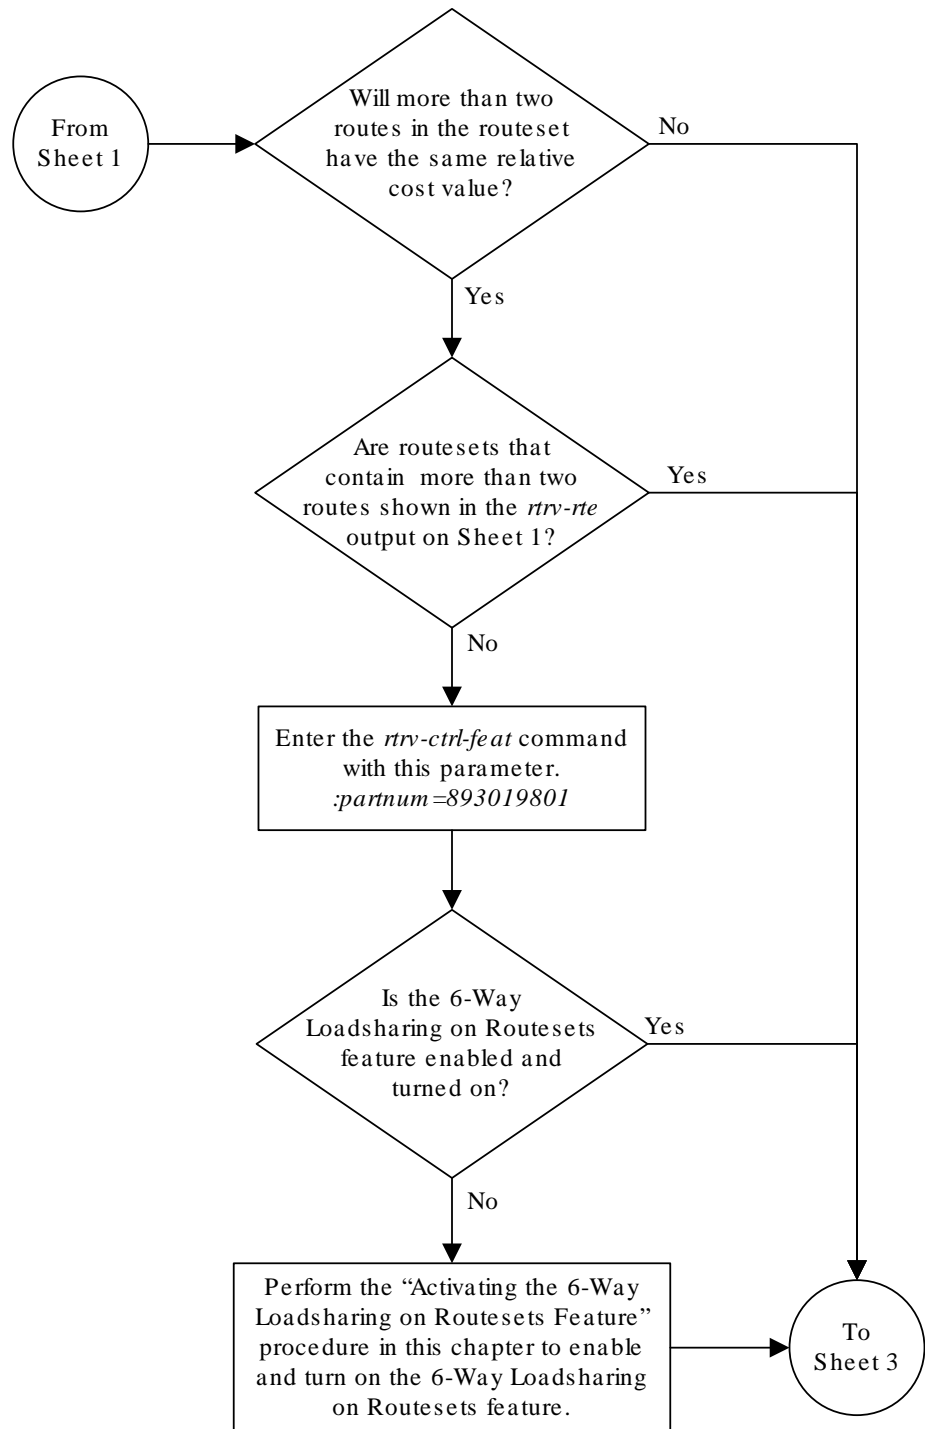 From
Sheet 1
Will more than two
routes in the routeset
have the same relative
cost value?
No
Yes
Are routesets that
contain more than two
routes shown in the rtrv-rte
output on Sheet 1?
Yes
No
Enter the rtrv-ctrl-feat command
with this parameter.
:partnum=893019801
Is the 6-Way
Loadsharing on Routesets
feature enabled and
turned on?
Yes
No
Perform the “Activating the 6-Way
Loadsharing on Routesets Feature”
procedure in this chapter to enable
and turn on the 6-Way Loadsharing
on Routesets feature.
To
Sheet 3